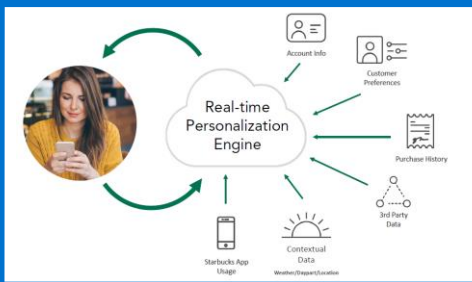 Account Info
Customer
Preferences
Real-time
Personalization
Engine
Purchase History
3rd Party
Data
Starbucks App
Usage
Contextual
Data
Weather/Daypart/Location